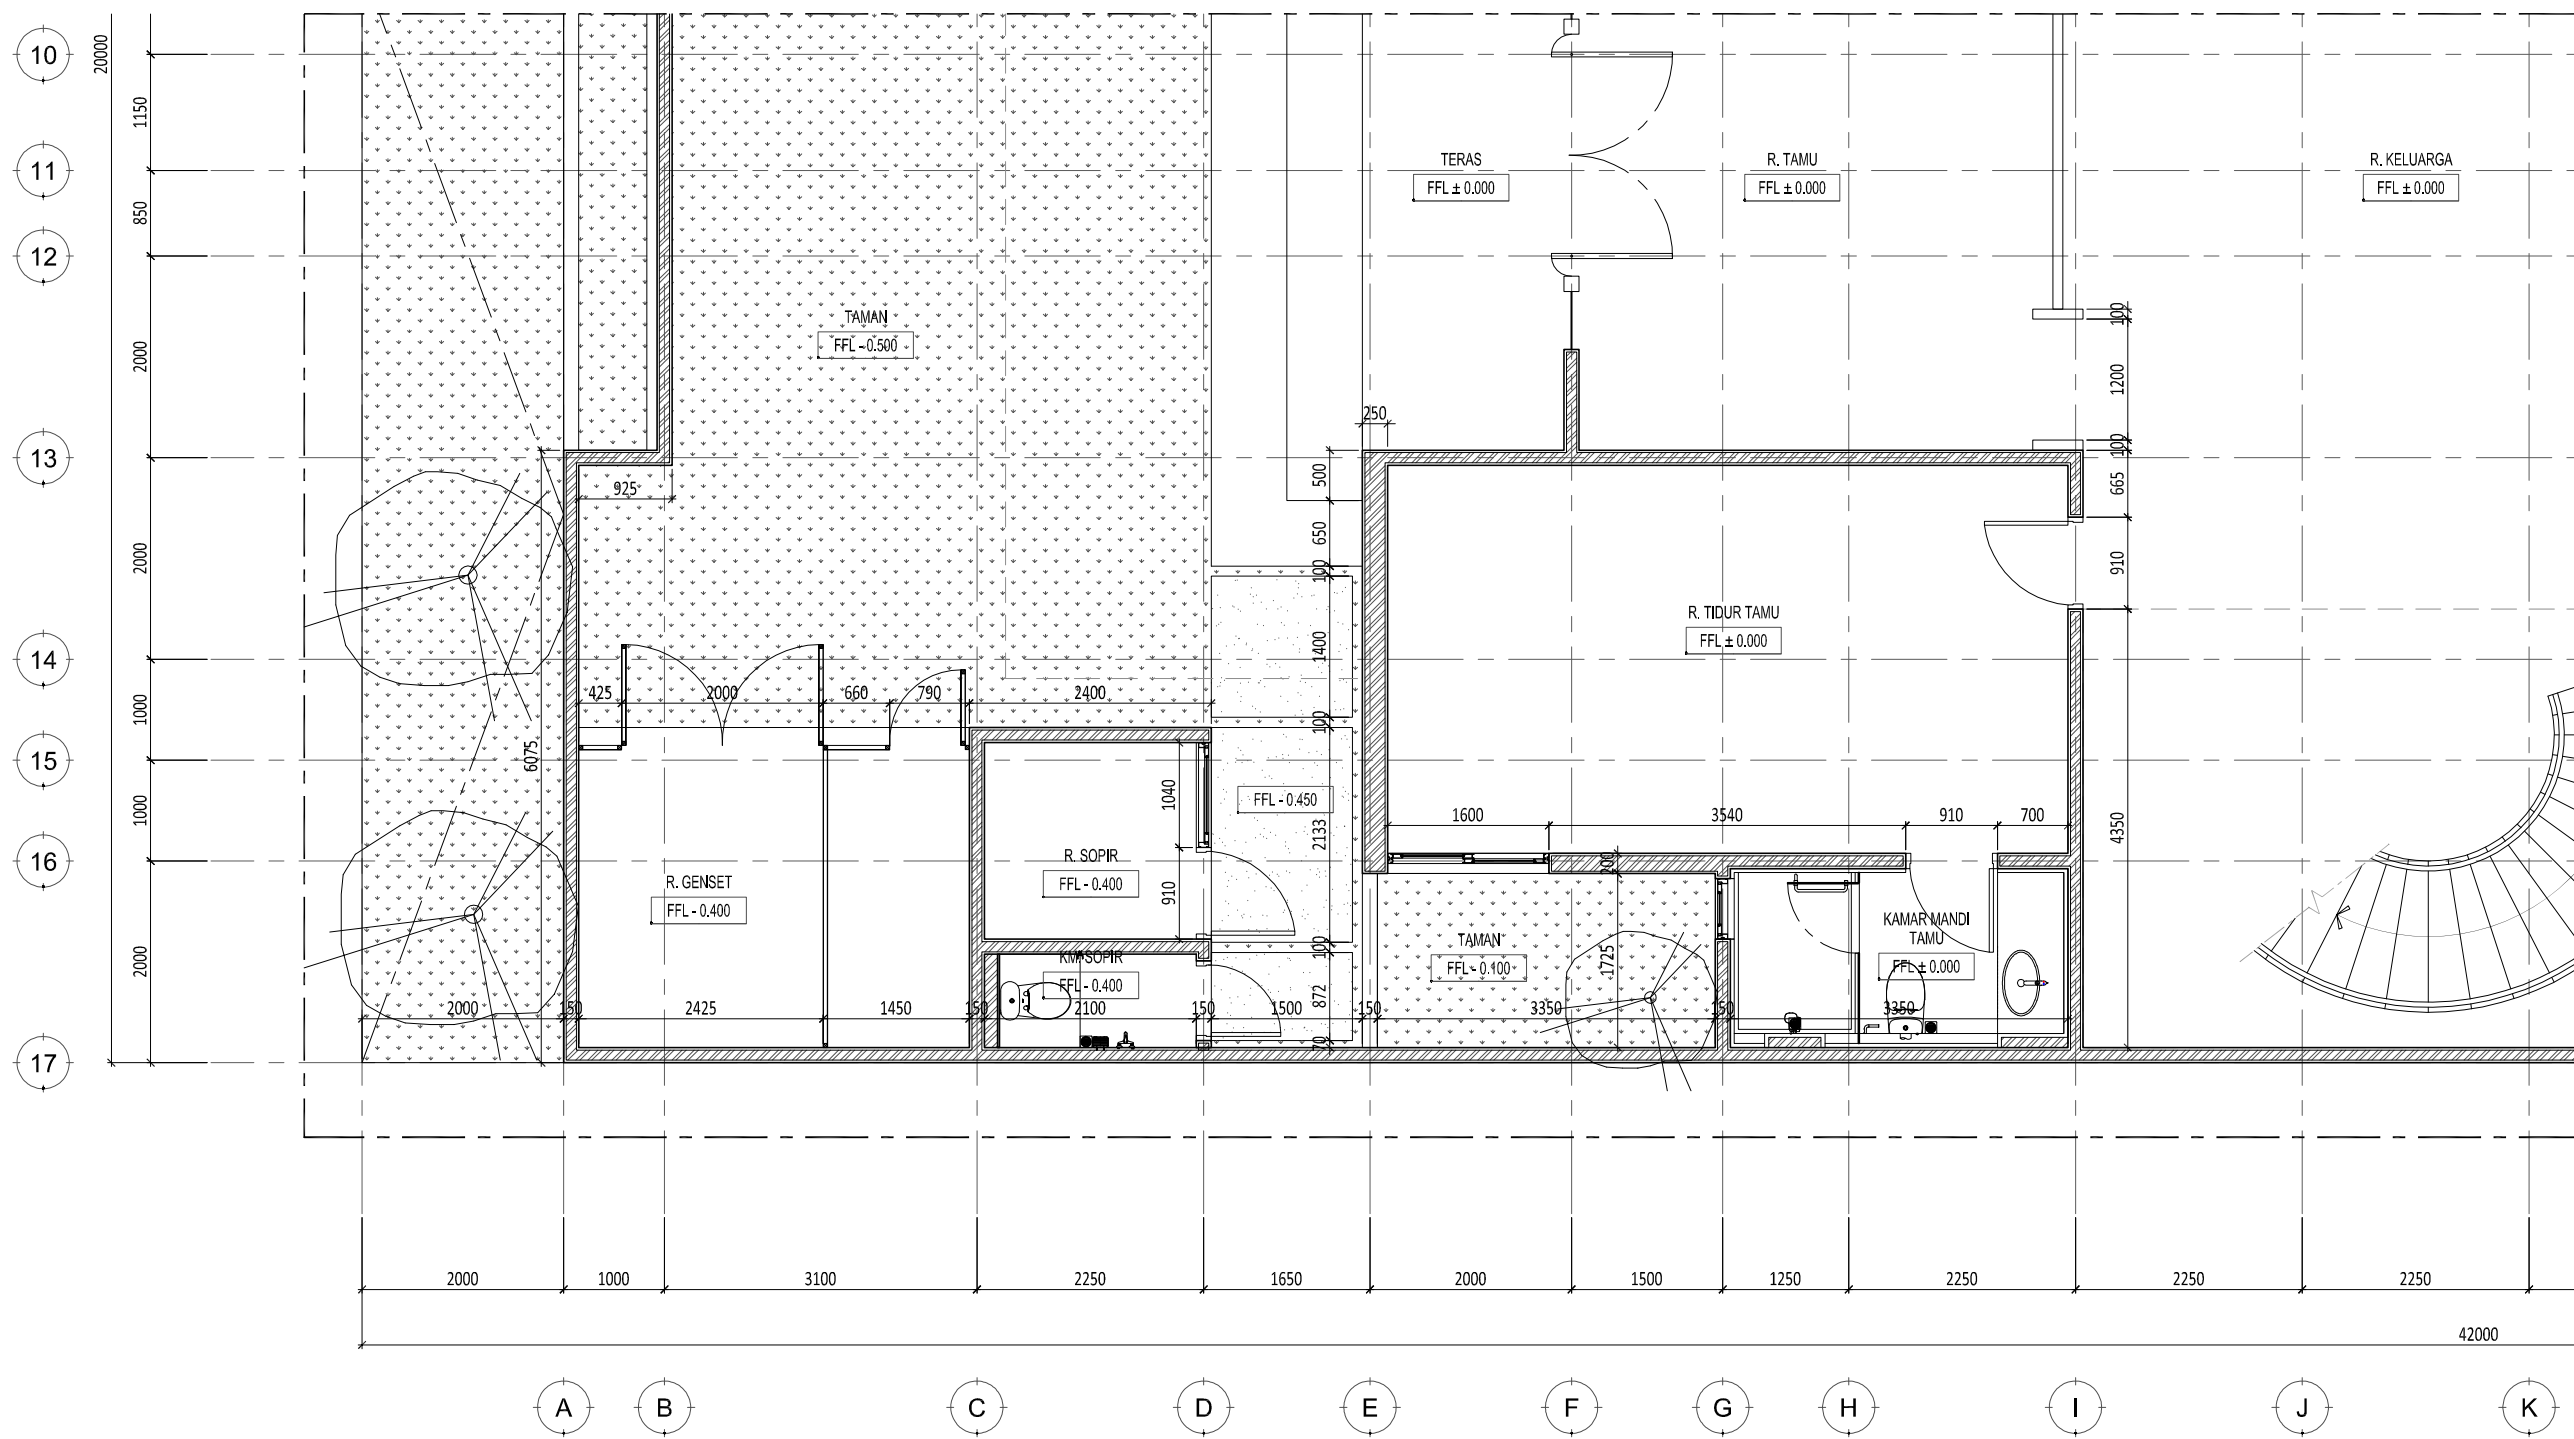 10
20000
1150
11
TERAS
R. TAMU
R. KELUARGA
FFL ± 0.000
FFL ± 0.000
FFL ± 0.000
850
12
TAMAN
FFL - 0.500
100
2000
1200
250
13
100
925
500
665
650
2000
910
100
R. TIDUR TAMU
FFL ± 0.000
1400
14
425
2000
660
790
2400
1000
100
15
6075
1040
FFL - 0.450
1000
2133
1600
3540
910
700
4350
16
R. SOPIR
FFL - 0.400
200
R. GENSET
FFL - 0.400
910
KAMAR MANDI
TAMU
FFL ± 0.000
TAMAN
FFL - 0.100
100
1725
KM SOPIR
FFL - 0.400
2000
872
2000
150
2425
1450
150
2100
150
1500
150
3350
150
3350
70
17
2000
1000
3100
2250
1650
2000
1500
1250
2250
2250
2250
42000
A
B
C
D
E
F
G
H
I
J
K